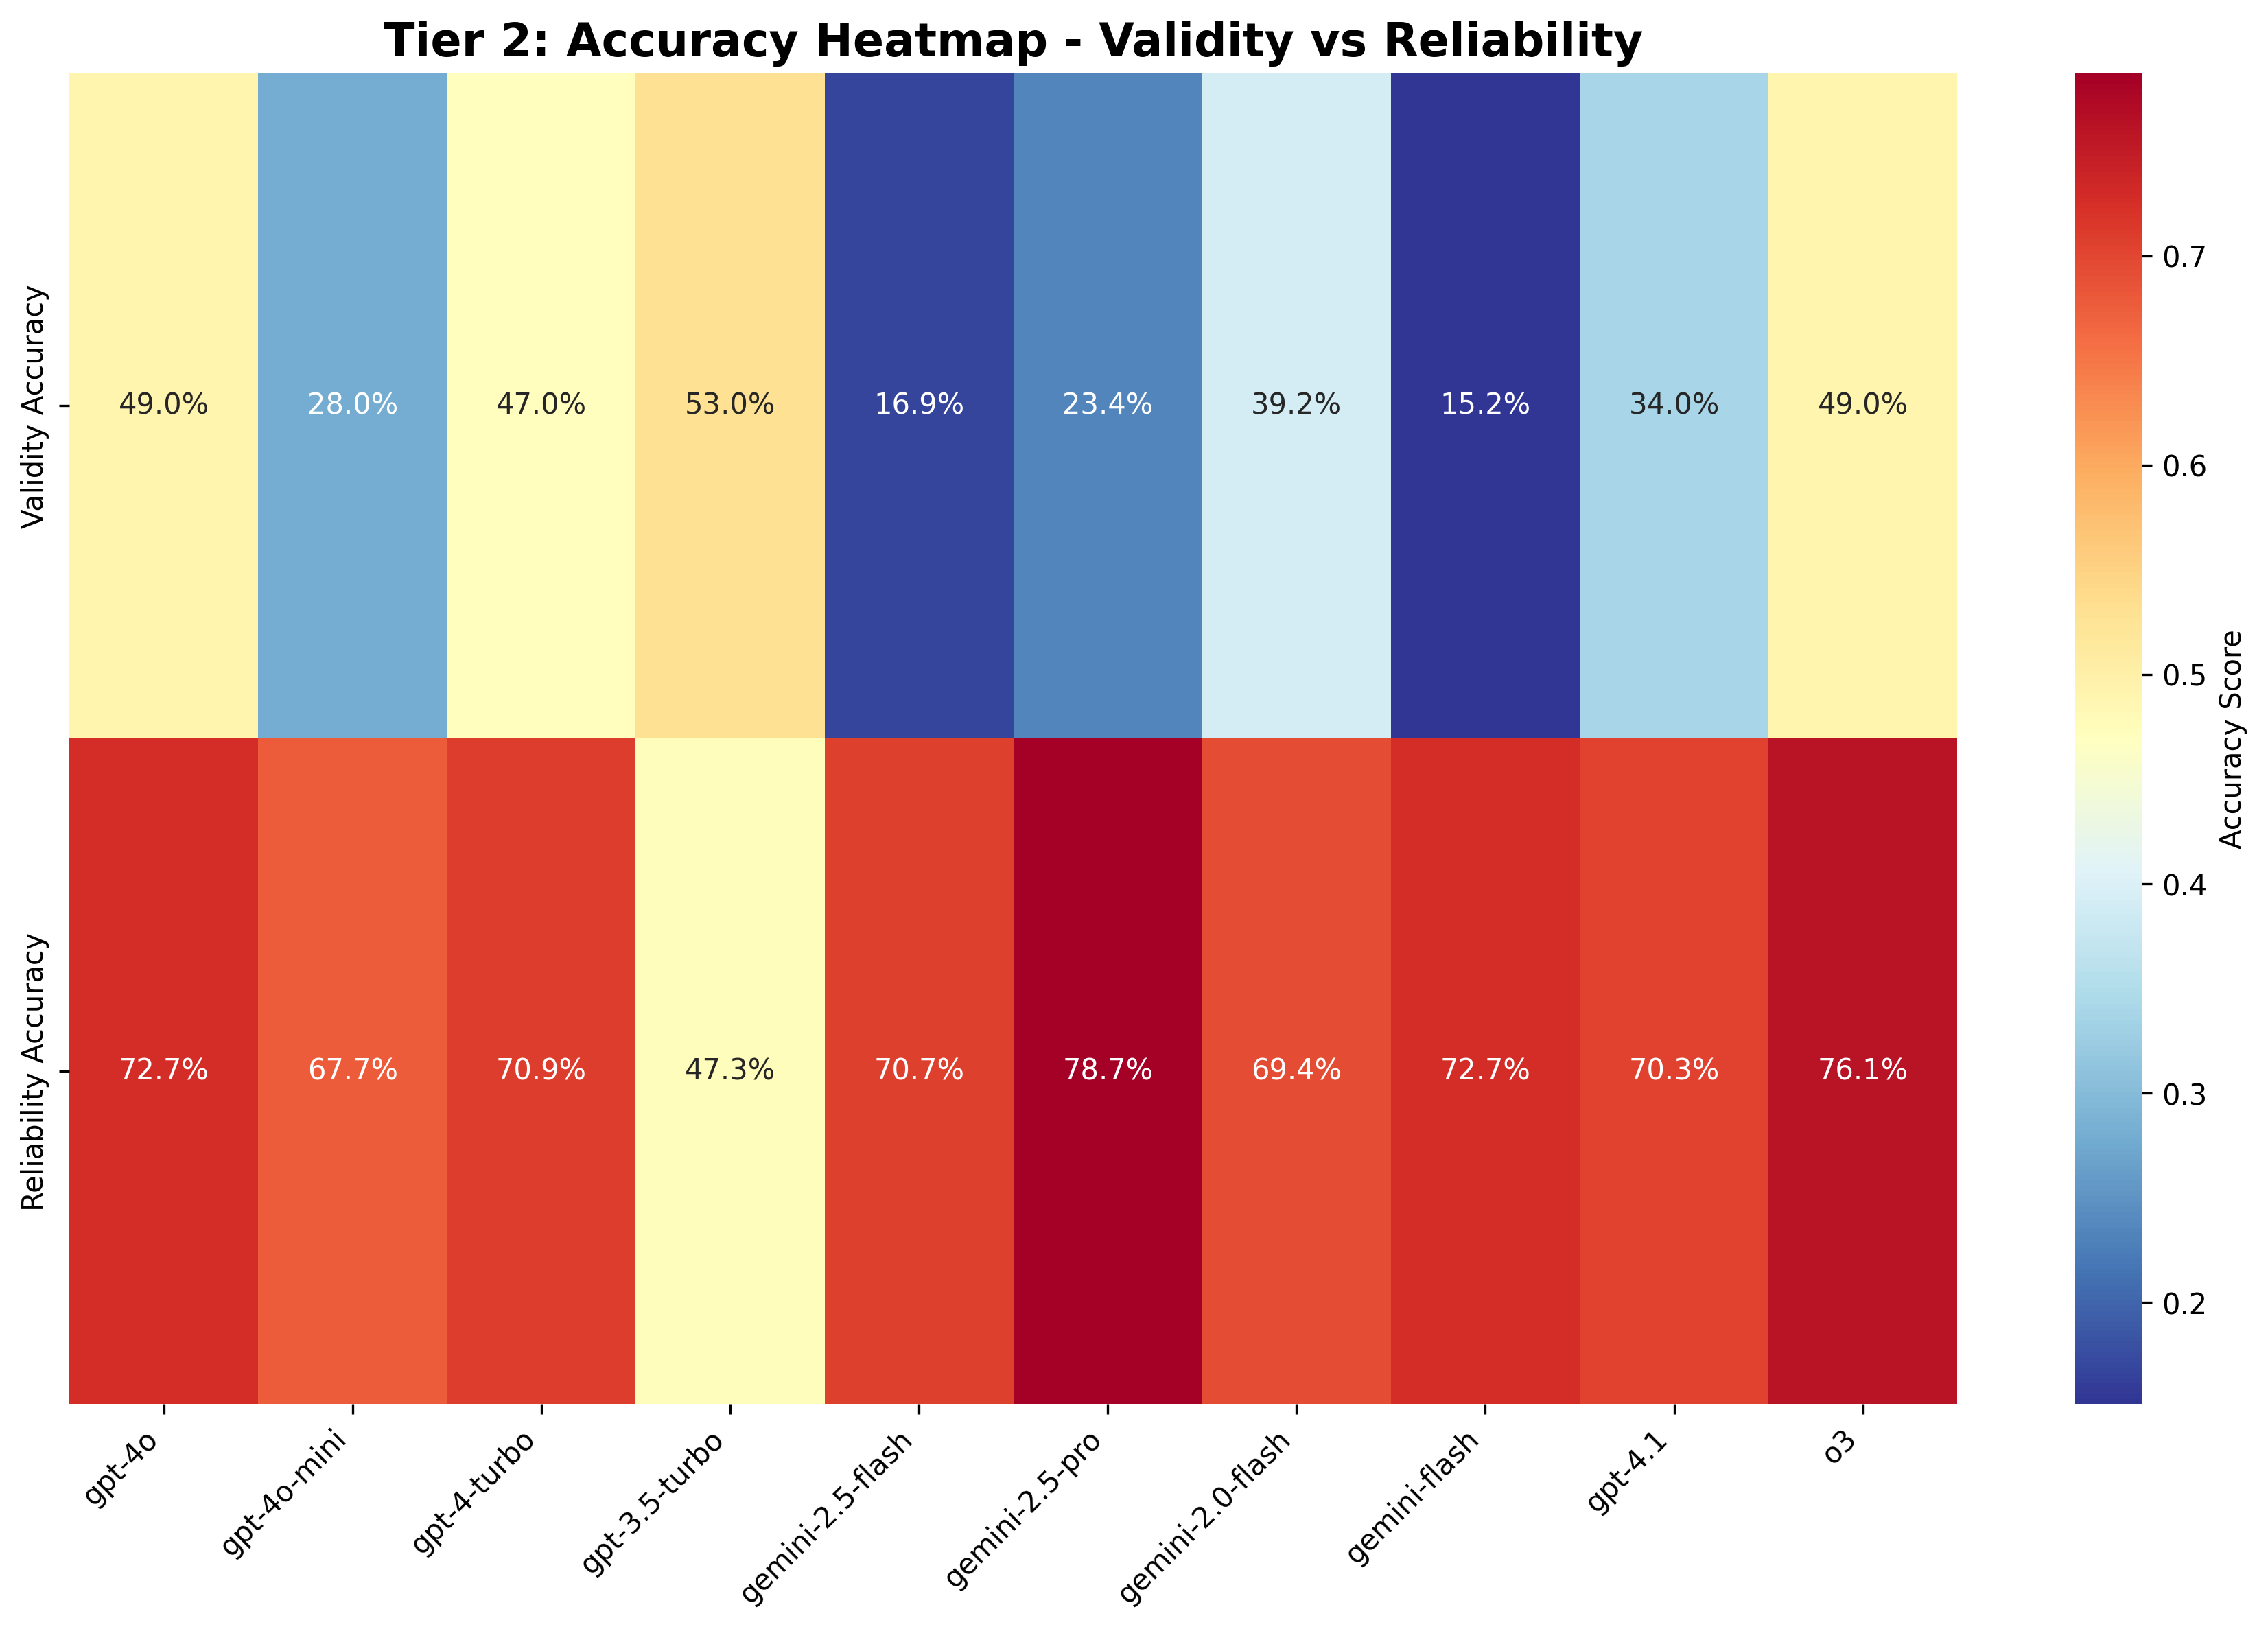 Tier 2: Accuracy Heatmap - Validity vs Reliability
Validity Accuracy
49.0% 28.0% 47.0% 53.0% 16.9% 23.4% 39.2% 15.2% 34.0% 49.0%
Reliability Accuracy
72.7% 67.7% 70.9% 47.3% 70.7% 78.7% 69.4% 72.7% 70.3% 76.1%
gpt-4o
gpt-4o-mini
gpt-4-turbo
gpt-3.5-turbo
gemini-2.5-flash
gemini-2.5-pro
gemini-2.0-flash
gemini-flash
gpt-4.1
o3
0.7
0.6
0.5
0.4
0.3
0.2
Accuracy Score